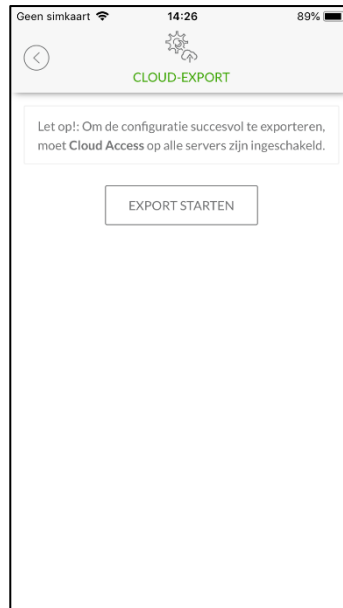 Geen simkaart 14:26 89%
CLOUD-EXPORT
Let op!: Om de configuratie succesvol te exporteren,
moet Cloud Access op alle servers zijn ingeschakeld.
EXPORT STARTEN